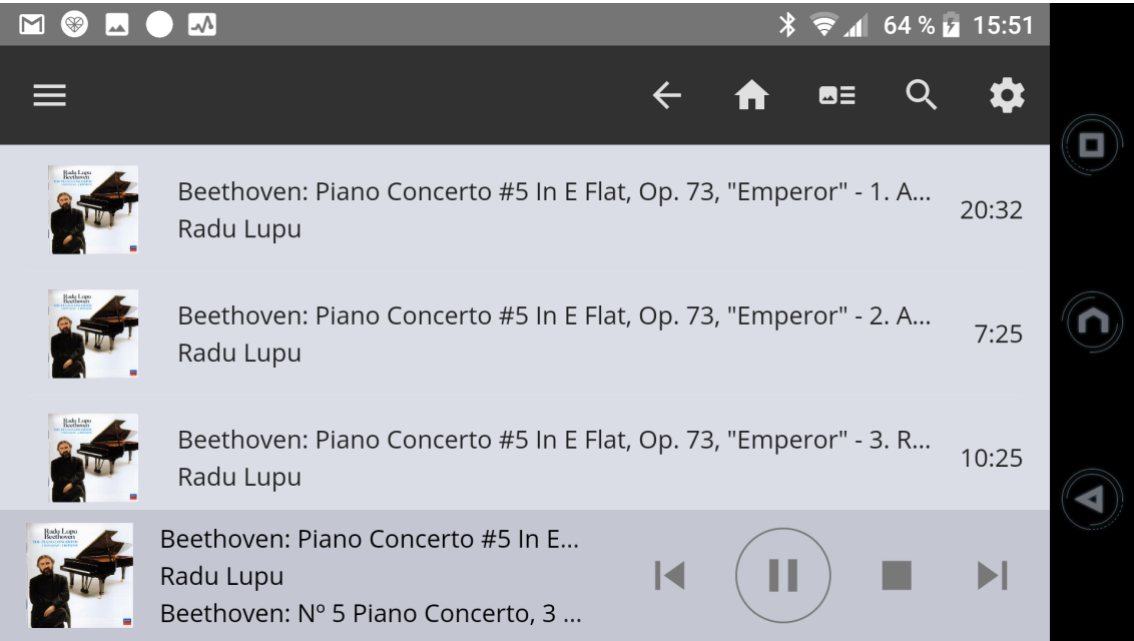 64 % 15:51
Beethoven: Piano Concerto #5 In E Flat, Op. 73, "Emperor" - 1. A...
Radu Lupu
20:32
Beethoven: Piano Concerto #5 In E Flat, Op. 73, "Emperor" - 2. A...
Radu Lupu
7:25
Beethoven: Piano Concerto #5 In E Flat, Op. 73, "Emperor" - 3. R...
Radu Lupu
10:25
Radu Lupu
Beethoven
Beethoven: Piano Concerto #5 In E...
Radu Lupu
Beethoven: Nº 5 Piano Concerto, 3 ...